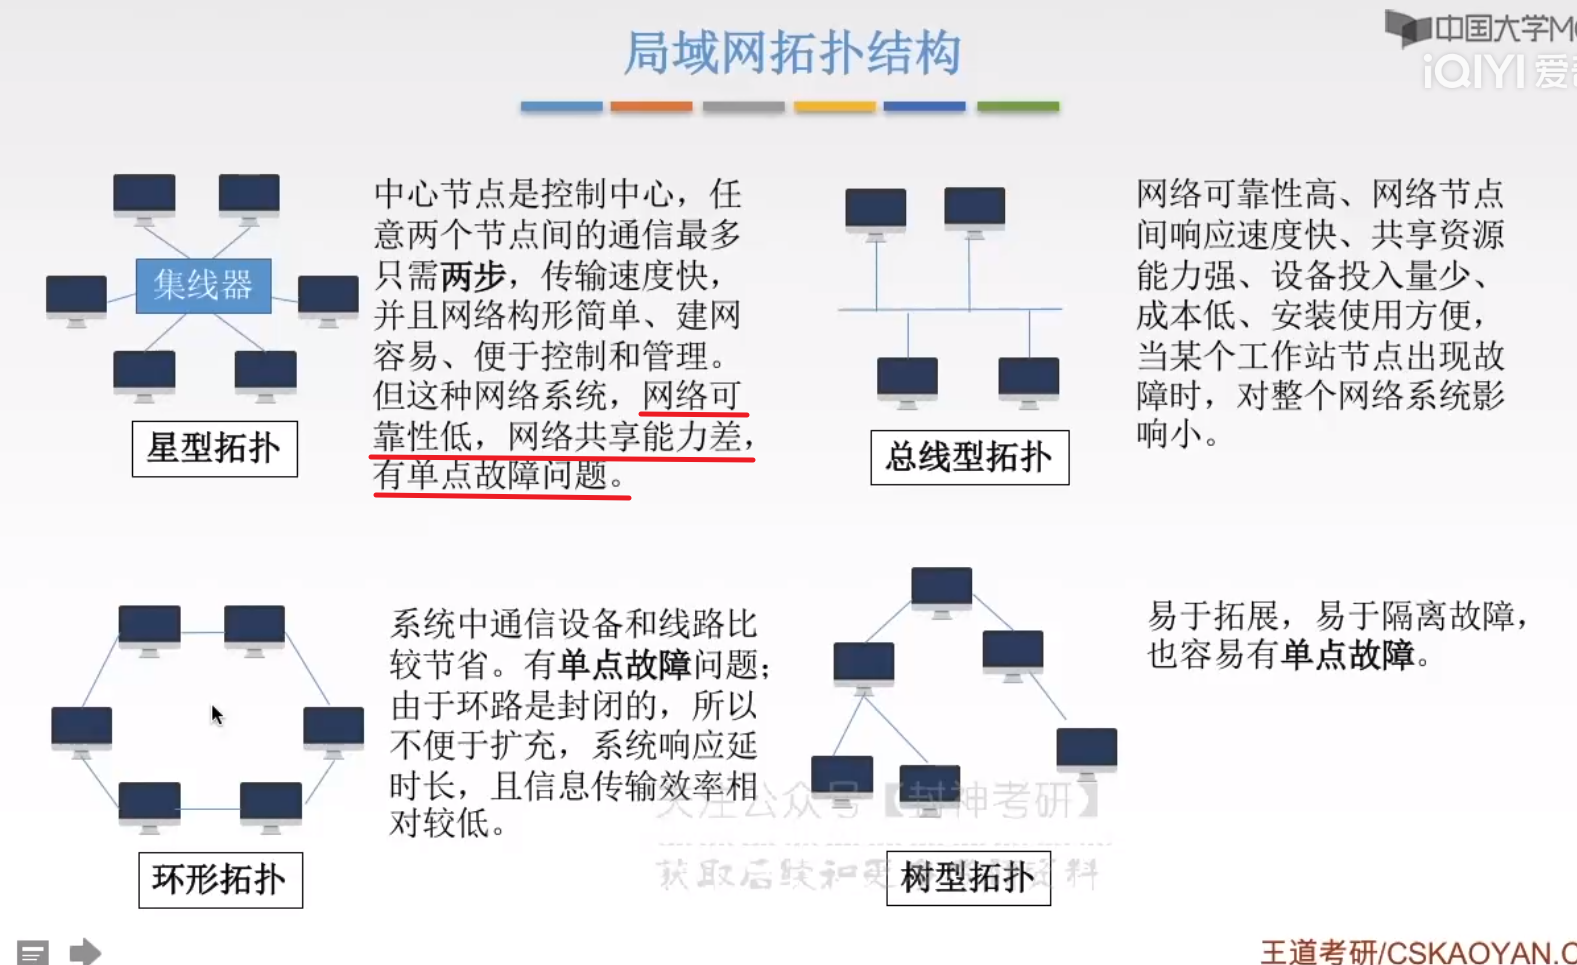 局域网拓扑结构
中国大学M
iQIYI 爱
集线器
星型拓扑
中心节点是控制中心，任
意两个节点间的通信最多
只需两步，传输速度快，
并且网络构形简单、建网
容易、便于控制和管理。
但这种网络系统，网络可
靠性低，网络共享能力差，
有单点故障问题。
总线型拓扑
网络可靠性高、网络节点
间响应速度快、共享资源
能力强、设备投入量少、
成本低、安装使用方便，
当某个工作站节点出现故
障时，对整个网络系统影
响小。
环形拓扑
系统中通信设备和线路比
较节省。有单点故障问题；
由于环路是封闭的，所以
不便于扩充，系统响应延
时长，且信息传输效率相
对较低。
树型拓扑
易于拓展，易于隔离故障，
也容易有单点故障。
关注公众号【封神考研】
获取后续和更
资料
王道考研/CSKAOYAN.C